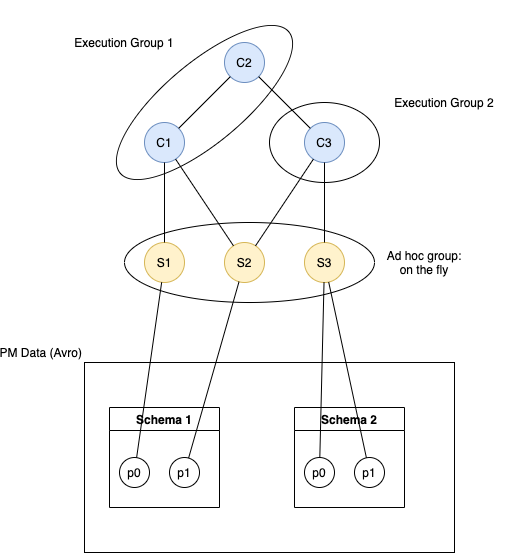 Execution Group 1
C2
Execution Group 2
C1
C3
S1
S2
S3
Ad hoc group:
on the fly
PM Data (Avro)
Schema 1
Schema 2
p0
p1
p0
p1